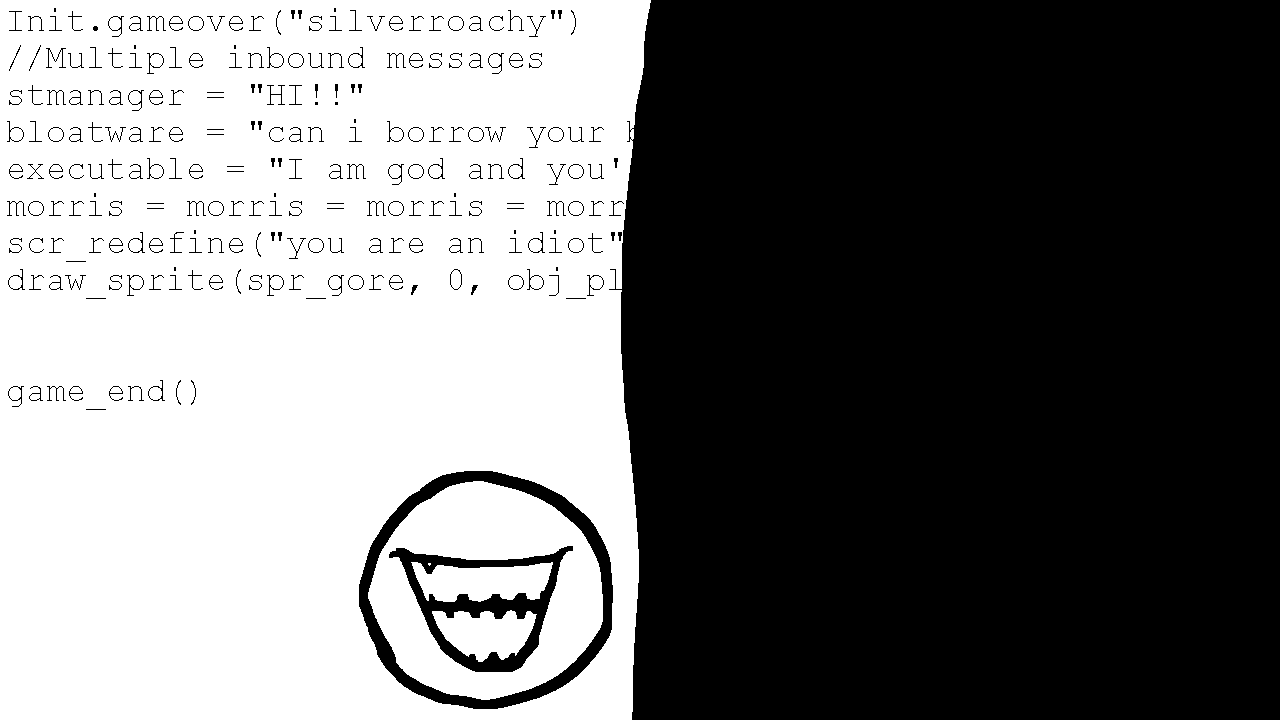 Init.gameover("silverroachy")
//Multiple inbound messages
stmanager = "HI!!"
bloatware = "can i borrow your
executable = "I am god and you'
morris = morris = morris = morr
scr_redefine("you are an idiot"
draw_sprite(spr_gore, 0, obj_pl
game_end()